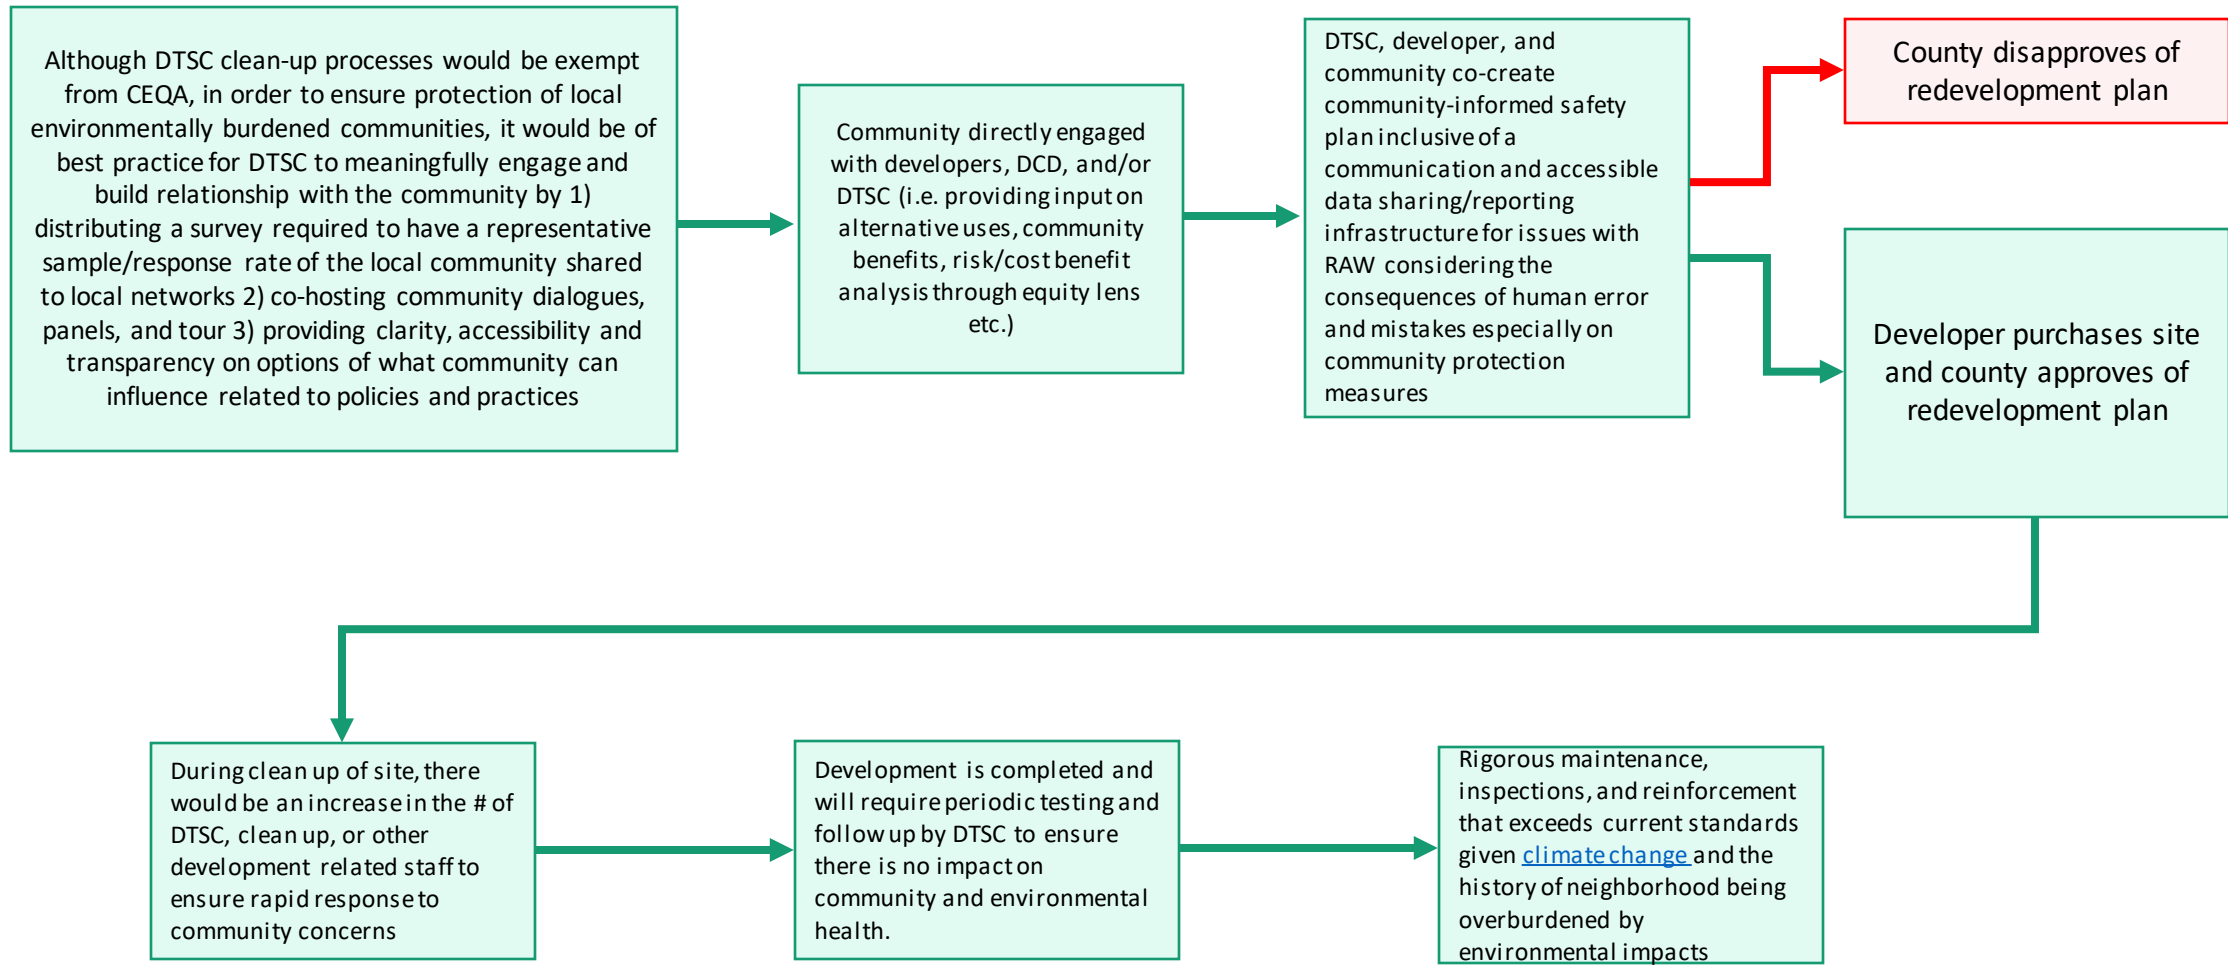 Although DTSC clean-up processes would be exempt
from CEQA, in order to ensure protection of local
environmentally burdened communities, it would be of
best practice for DTSC to meaningfully engage and
build relationship with the community by 1)
distributing a survey required to have a representative
sample/response rate of the local community shared
to local networks 2) co-hosting community dialogues,
panels, and tour 3) providing clarity, accessibility and
transparency on options of what community can
influence related to policies and practices
Community directly engaged
with developers, DCD, and/or
DTSC (i.e. providing input on
alternative uses, community
benefits, risk/cost benefit
analysis through equity lens
etc.)
DTSC, developer, and
community co-create
community-informed safety
plan inclusive of a
communication and accessible
data sharing/reporting
infrastructure for issues with
RAW considering the
consequences of human error
and mistakes especially on
community protection
measures
County disapproves of
redevelopment plan
Developer purchases site
and county approves of
redevelopment plan
During clean up of site, there
would be an increase in the # of
DTSC, clean up, or other
development related staff to
ensure rapid response to
community concerns
Development is completed and
will require periodic testing and
follow up by DTSC to ensure
there is no impact on
community and environmental
health.
Rigorous maintenance,
inspections, and reinforcement
that exceeds current standards
given climate change and the
history of neighborhood being
overburdened by
environmental impacts